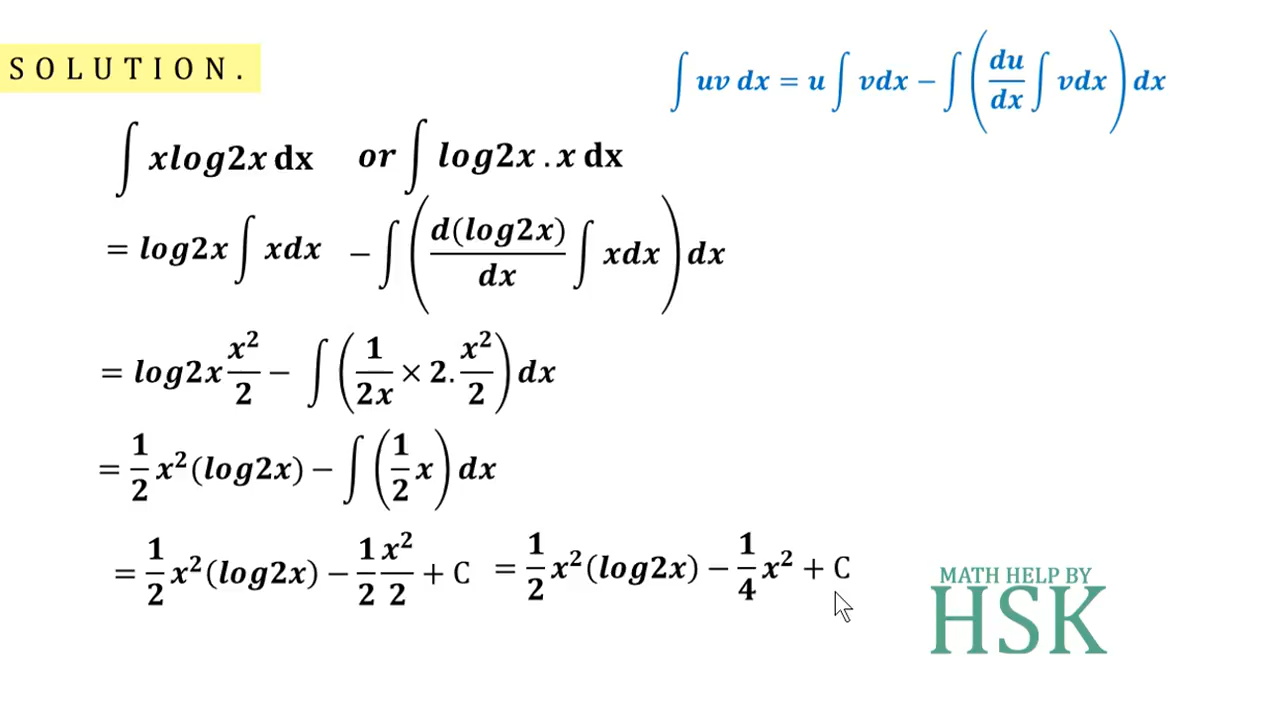 SOLUTION.
∫ uv dx = u ∫ vdx − ∫ (du/dx ∫ vdx) dx
∫ xlog2x dx or ∫ log2x . x dx
= log2x ∫ xdx − ∫ (d(log2x)/dx ∫ xdx) dx
= log2x x²/2 − ∫ (1/2x × 2. x²/2) dx
= 1/2 x²(log2x) − ∫ (1/2 x) dx
= 1/2 x²(log2x) − 1/2 x²/2 + C = 1/2 x²(log2x) − 1/4 x² + C
MATH HELP BY
HSK